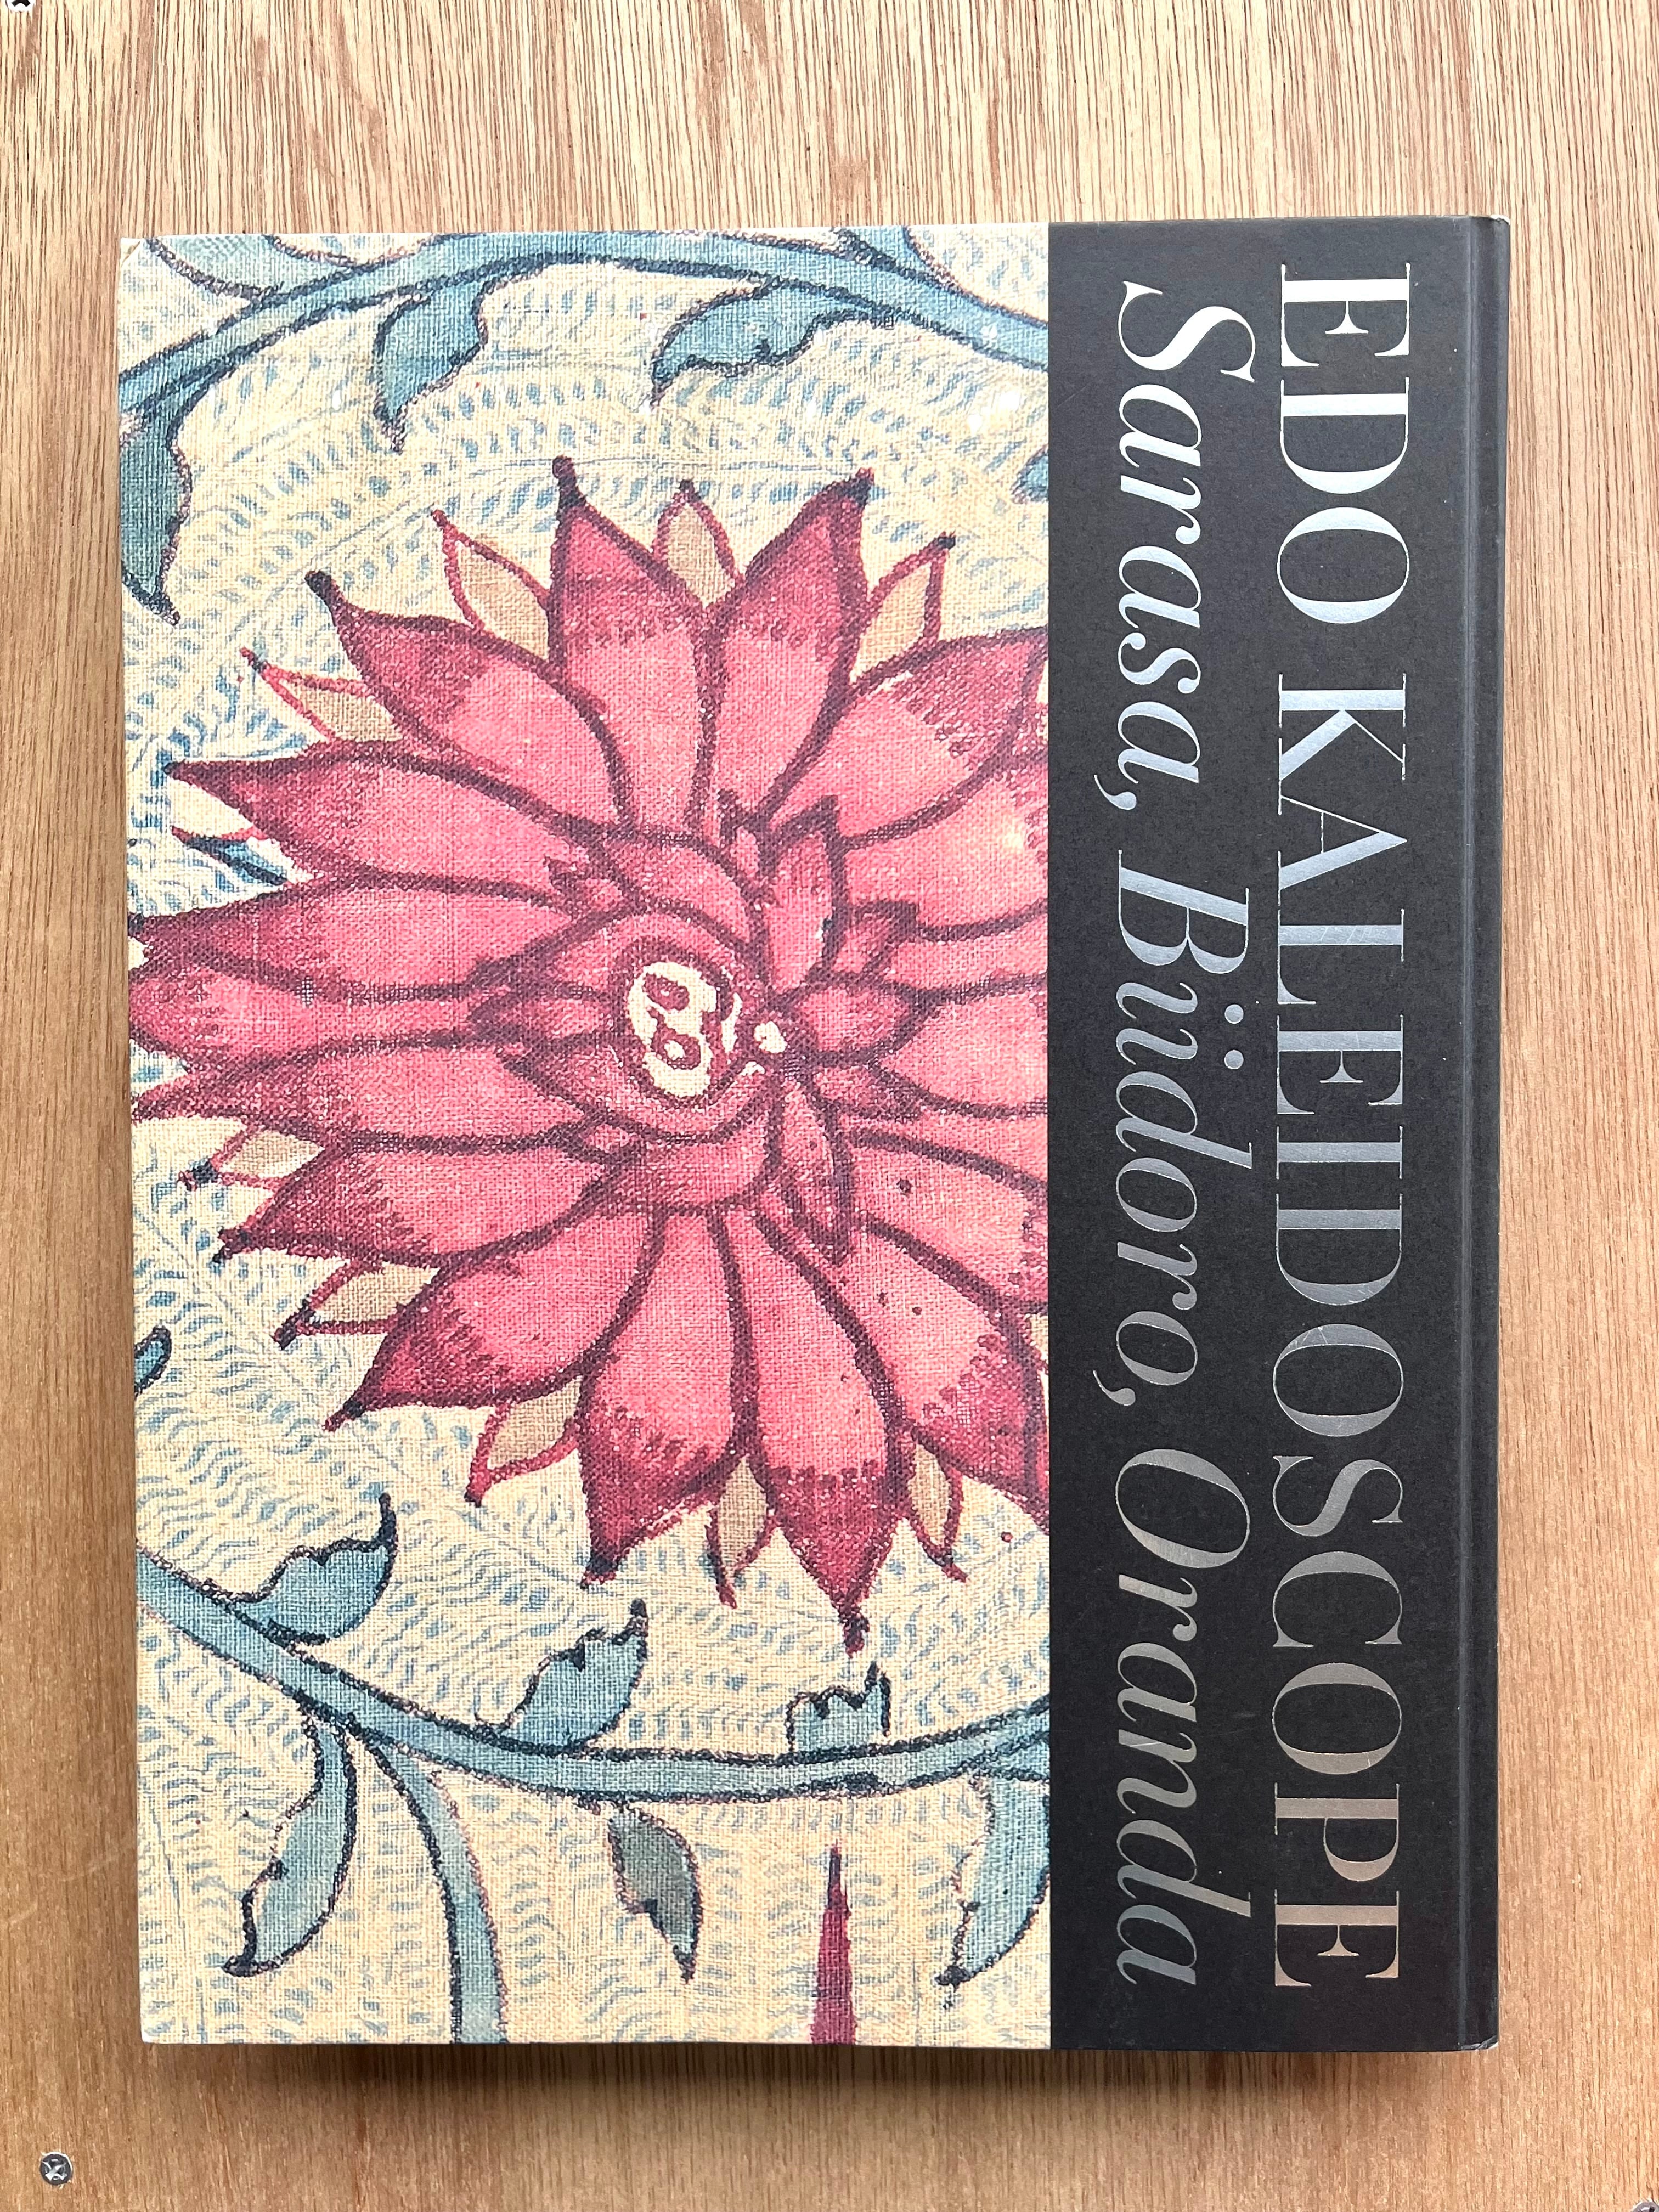 EDO KALEIDOSCOPE
Sarasa, Biidoro, Oranda